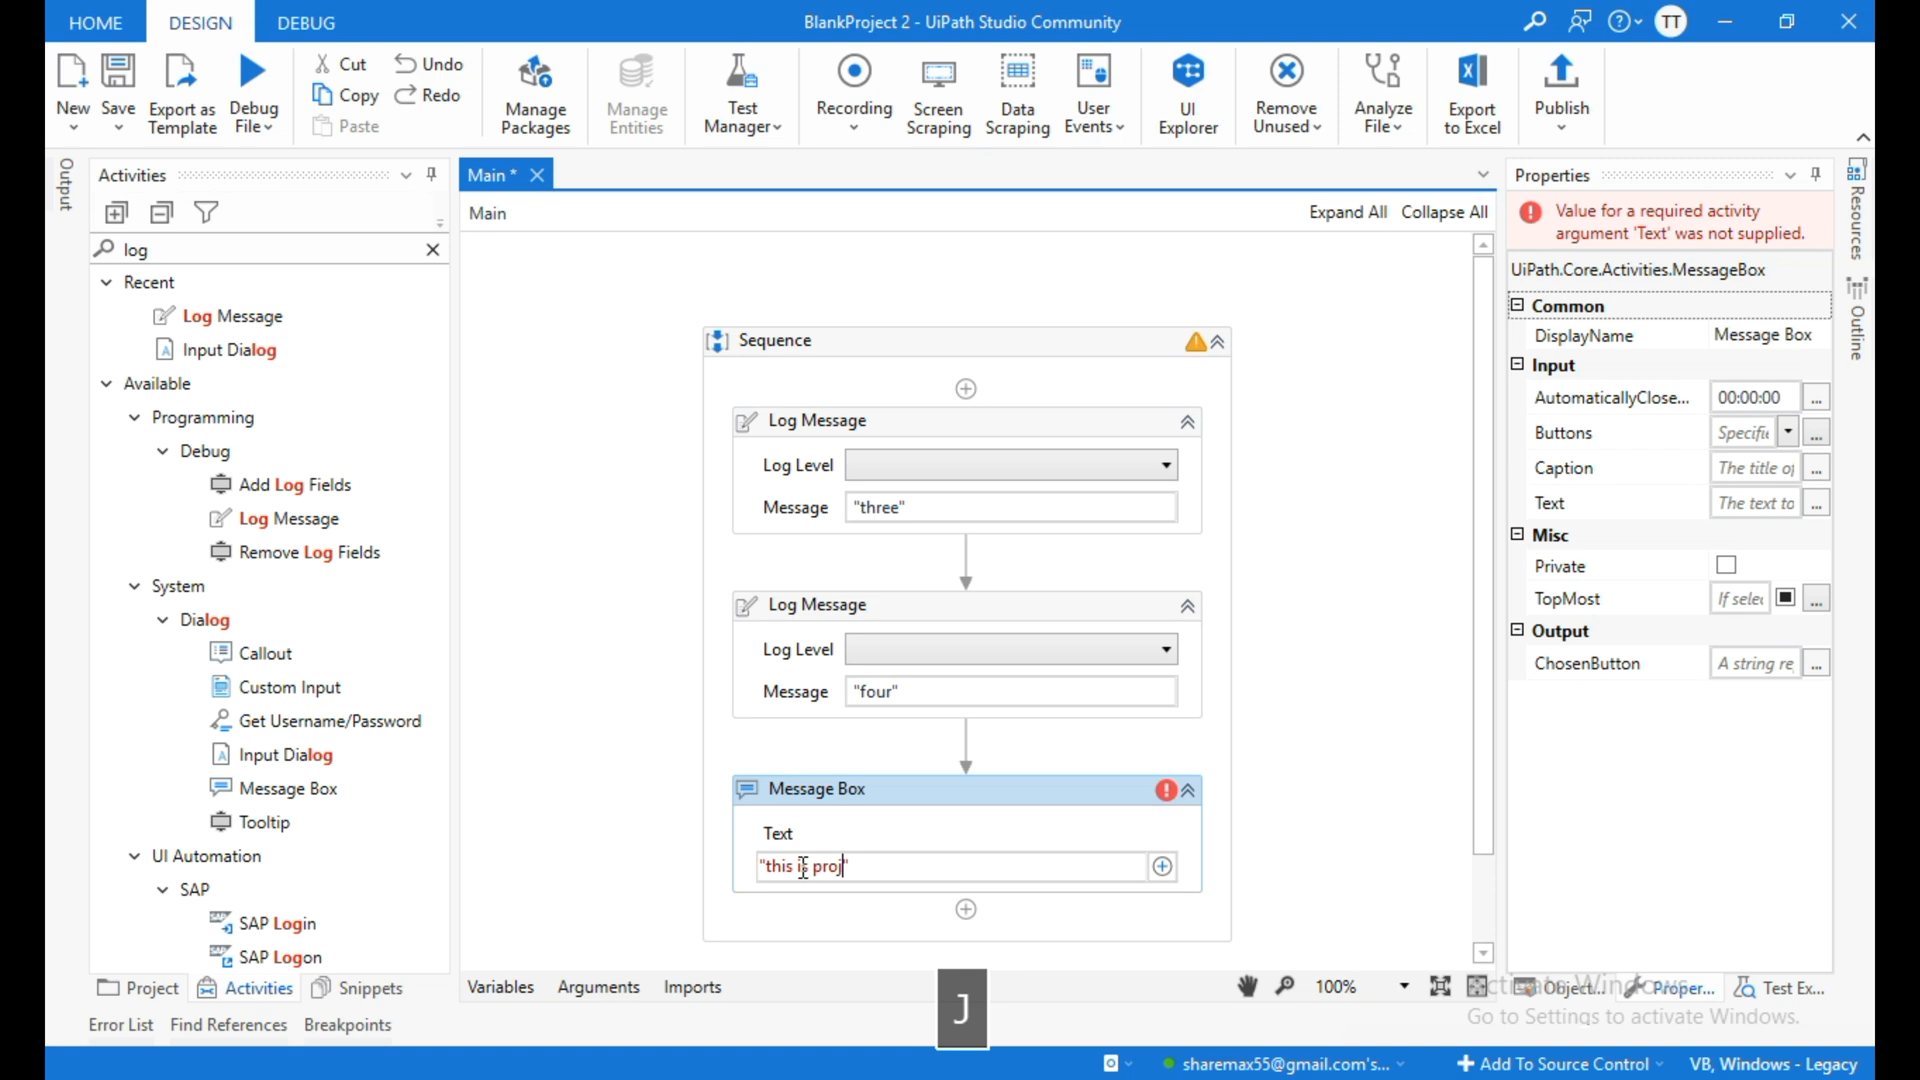 HOME
DESIGN
DEBUG
BlankProject 2 - UiPath Studio Community
TT
New
Save
Export as
Template
Debug
File
Cut
Copy
Paste
Undo
Redo
Manage
Packages
Manage
Entities
Test
Manager
Recording
Screen
Scraping
Data
Scraping
User
Events
UI
Explorer
Remove
Unused
Analyze
File
Export
to Excel
Publish
Output
Activities
log
Recent
Log Message
Input Dialog
Available
Programming
Debug
Add Log Fields
Log Message
Remove Log Fields
System
Dialog
Callout
Custom Input
Get Username/Password
Input Dialog
Message Box
Tooltip
UI Automation
SAP
SAP Login
SAP Logon
Project
Activities
Snippets
Error List
Find References
Breakpoints
Main *
Main
Expand All
Collapse All
Sequence
Log Message
Log Level
Message "three"
Log Message
Log Level
Message "four"
Message Box
Text
"this is proj"
Variables
Arguments
Imports
J
100%
Properties
Value for a required activity
argument 'Text' was not supplied.
UiPath.Core.Activities.MessageBox
Common
DisplayName Message Box
Input
AutomaticallyClose... 00:00:00 ...
Buttons Specifi ...
Caption The title of ...
Text The text to ...
Misc
Private
TopMost If selec ...
Output
ChosenButton A string re ...
Resources
Outline
Object...
Proper...
Test Ex...
Activate Windows
Go to Settings to activate Windows.
sharemax55@gmail.com's...
Add To Source Control
VB, Windows - Legacy